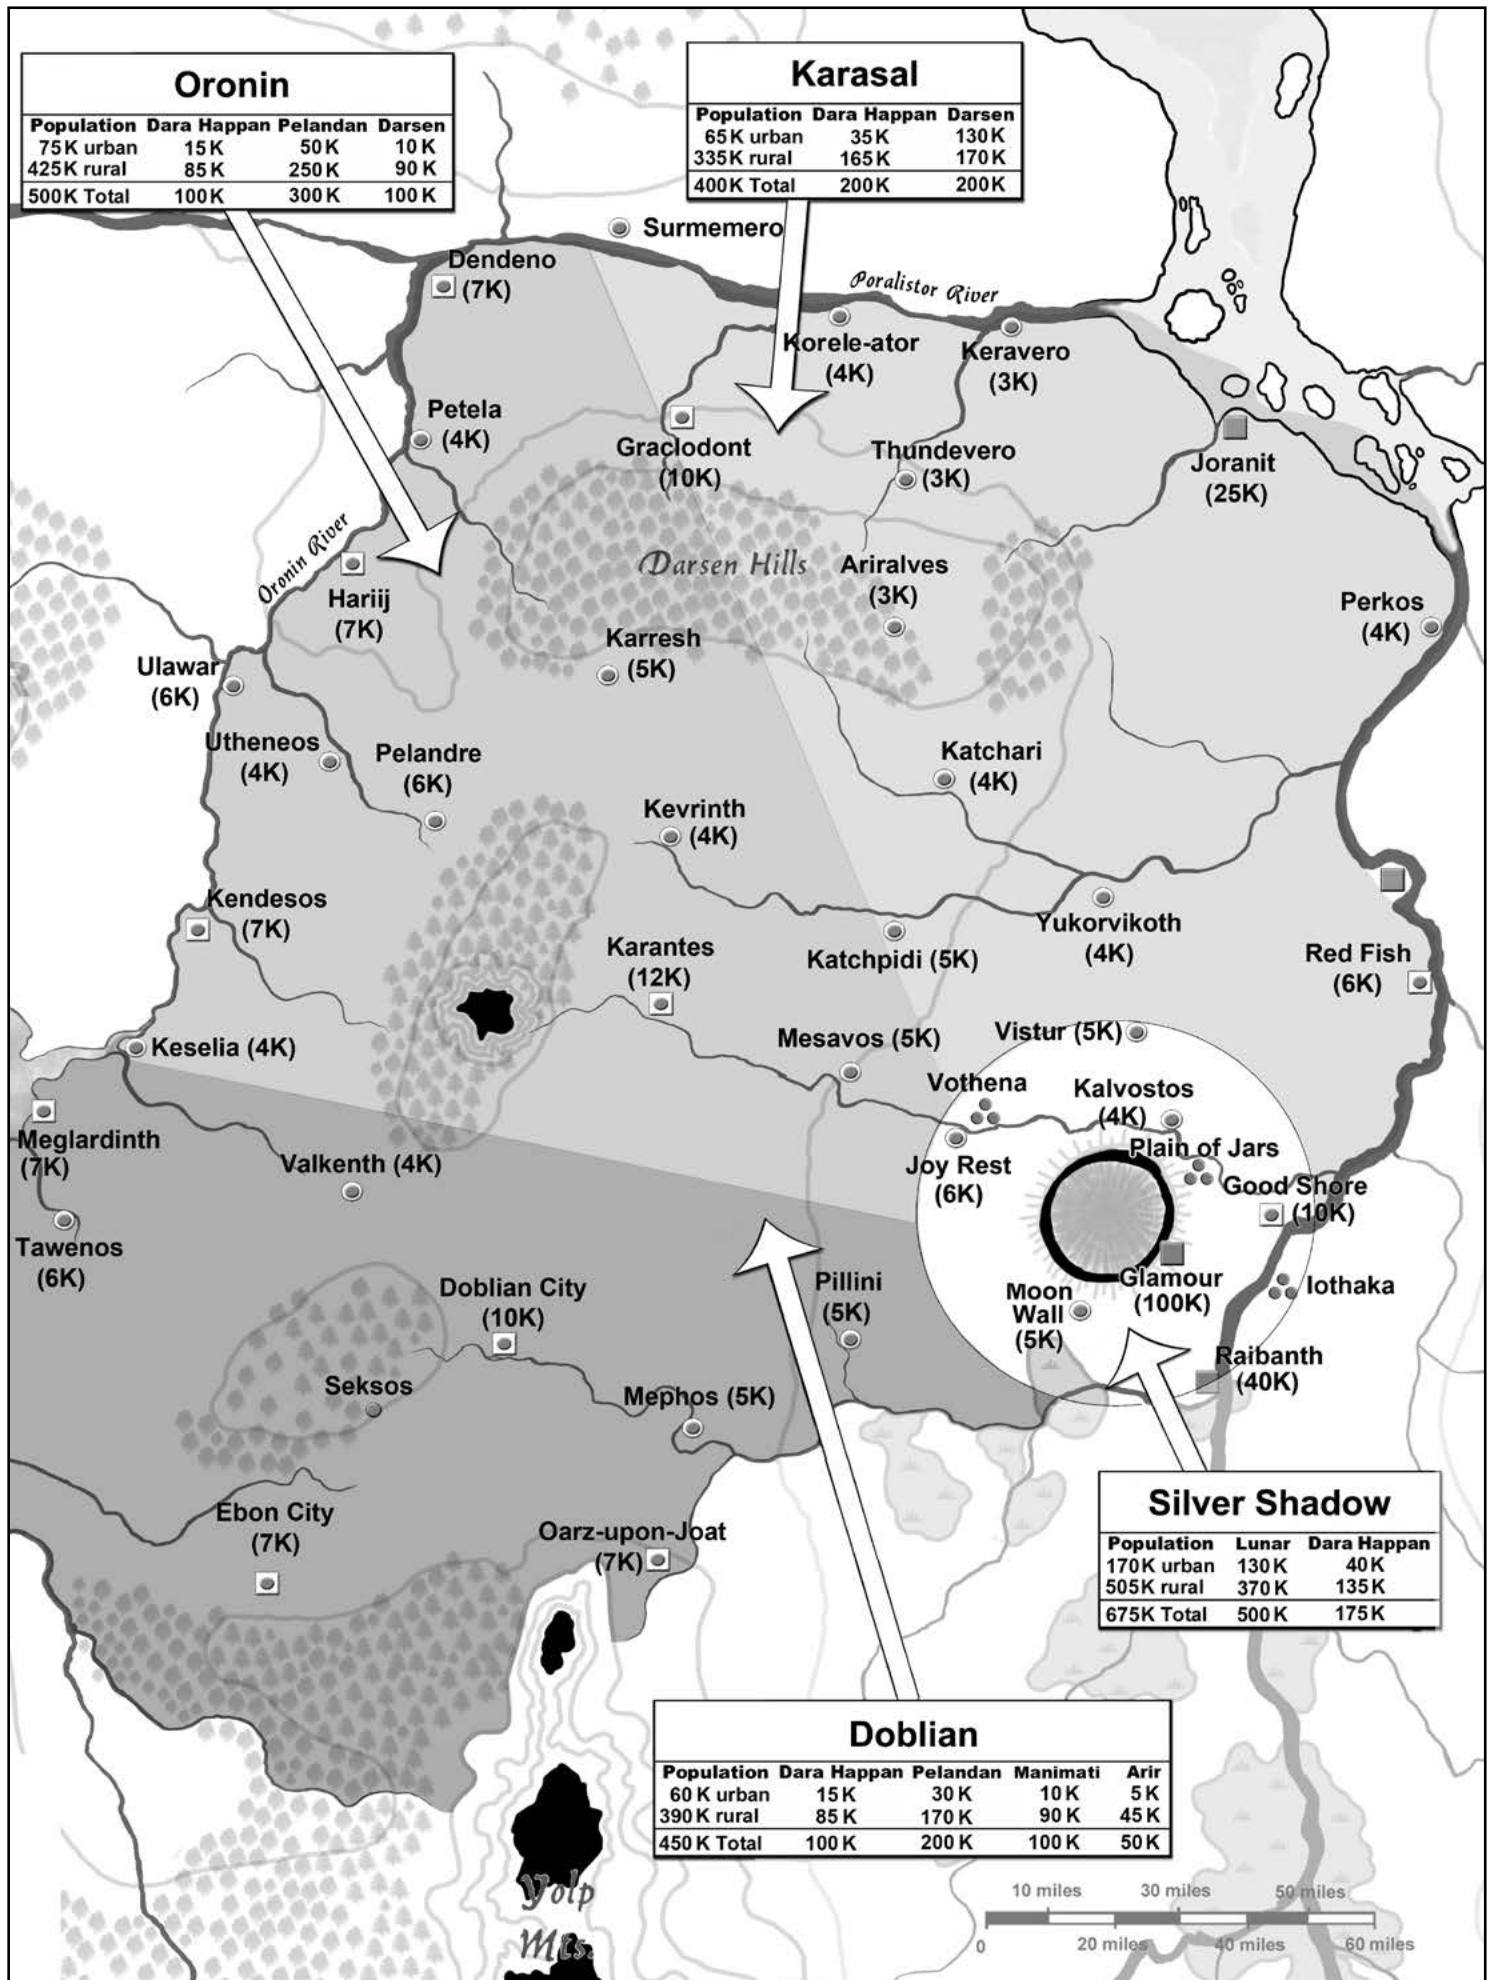 Oronin
Population Dara Happan Pelandan Darsen
75K urban 15K 50K 10K
425K rural 85K 250K 90K
500K Total 100K 300K 100K
Karasal
Population Dara Happan Darsen
65K urban 35K 130K
335K rural 165K 170K
400K Total 200K 200K
Surmemero
Dendeno
(7K)
Poralistor River
Korele-ator
(4K)
Keravero
(3K)
Petela
(4K)
Graclodont
(10K)
Thundevero
(3K)
Joranit
(25K)
Oronin River
Darsen Hills
Ariralves
(3K)
Hariij
(7K)
Perkos
(4K)
Karresh
(5K)
Ulawar
(6K)
Utheneos
(4K)
Pelandre
(6K)
Katchari
(4K)
Kevrinth
(4K)
Kendesos
(7K)
Karantes
(12K)
Katchpidi (5K)
Yukorvikoth
(4K)
Red Fish
(6K)
Keselia (4K)
Mesavos (5K)
Vistur (5K)
Vothena
Kalvostos
(4K)
Meglardinth
(7K)
Valkenth (4K)
Joy Rest
(6K)
Plain of Jars
Good Shore
(10K)
Tawenos
(6K)
Doblian City
(10K)
Pillini
(5K)
Moon
Wall
(5K)
Glamour
(100K)
Iothaka
Seksos
Mephos (5K)
Raibanth
(40K)
Ebon City
(7K)
Oarz-upon-Joat
(7K)
Silver Shadow
Population Lunar Dara Happan
170K urban 130K 40K
505K rural 370K 135K
675K Total 500K 175K
Doblian
Population Dara Happan Pelandan Manimati Arir
60K urban 15K 30K 10K 5K
390K rural 85K 170K 90K 45K
450K Total 100K 200K 100K 50K
Yolp
Mts.
10 miles 30 miles 50 miles
0 20 miles 40 miles 60 miles